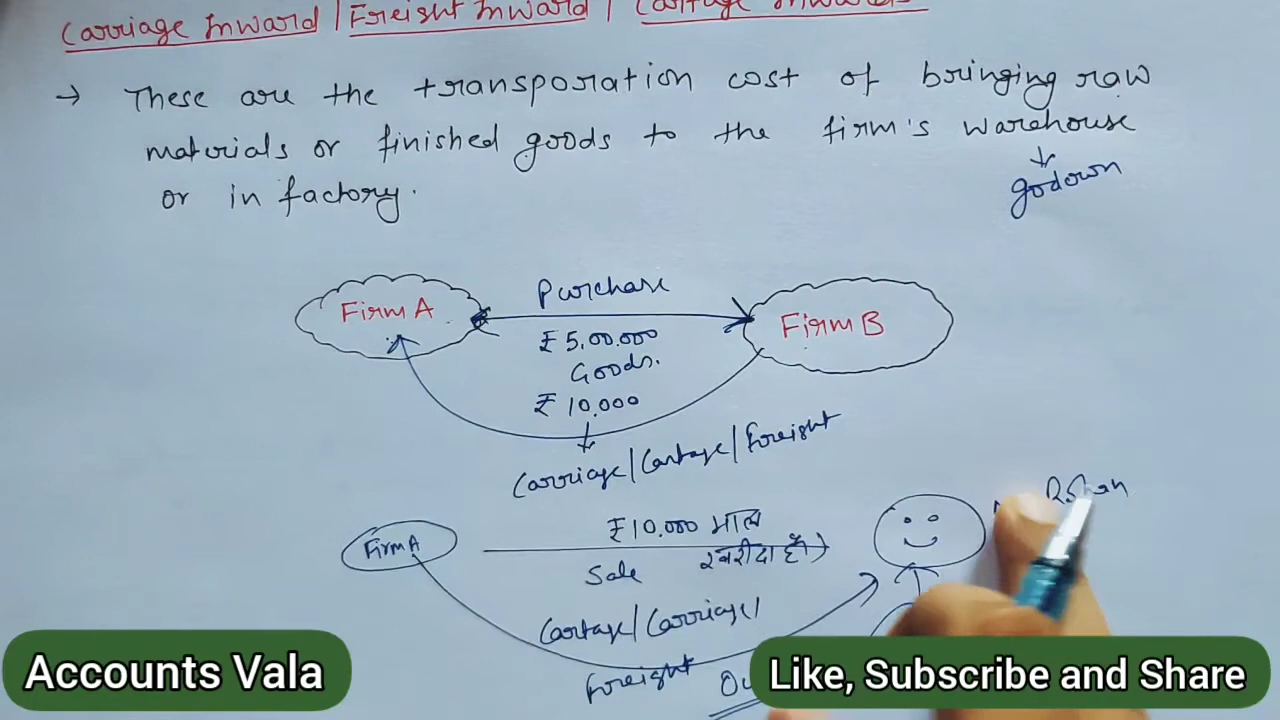 Carriage Inward / Freight Inward / Cartage Inwards
→ These are the transporation cost of bringing raw
materials or finished goods to the firm's warehouse
or in factory.
godown
Purchase
Firm A
Firm B
₹ 5,00,000
Goods.
₹ 10,000
Carriage/Cartage/Freight
₹10,000 माल
Firm A
Sale खरीदा है
Cartage/Carriage/
Freight
Accounts Vala
Like, Subscribe and Share